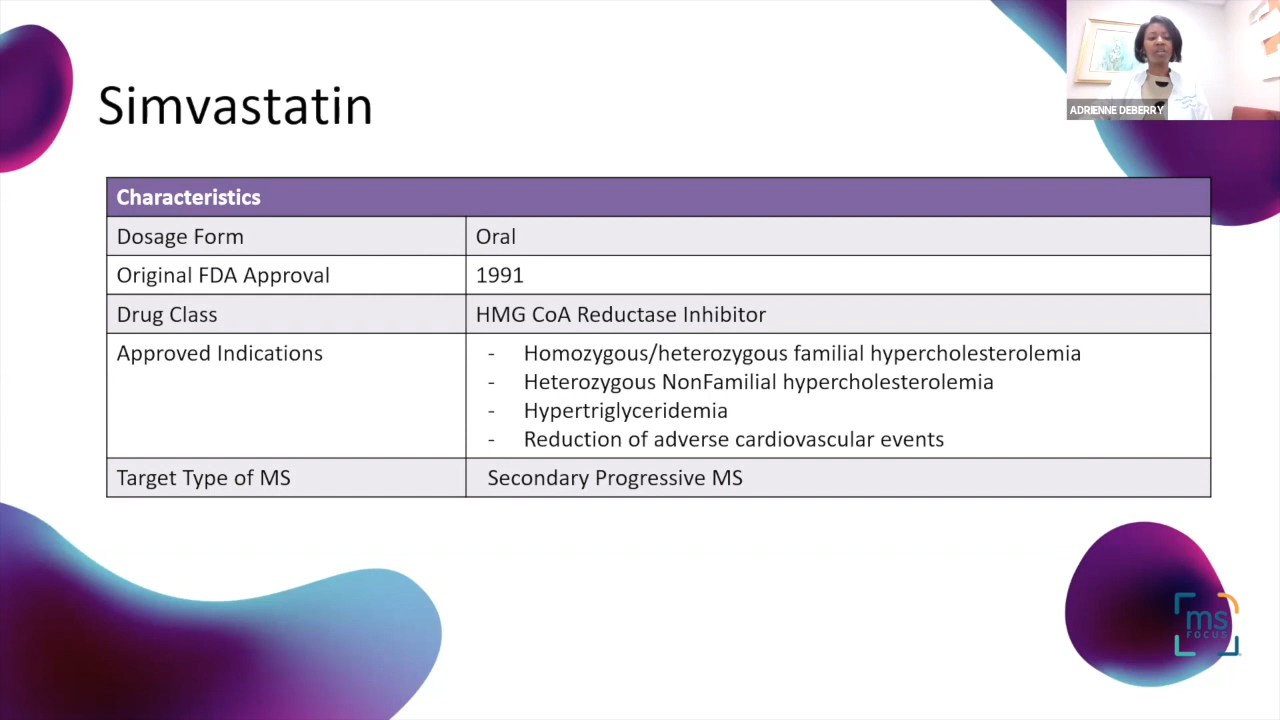 ADRIENNE DEBERRY
Simvastatin
Characteristics
Dosage Form
Oral
Original FDA Approval
1991
Drug Class
HMG CoA Reductase Inhibitor
Approved Indications
- Homozygous/heterozygous familial hypercholesterolemia
- Heterozygous NonFamilial hypercholesterolemia
- Hypertriglyceridemia
- Reduction of adverse cardiovascular events
Target Type of MS
Secondary Progressive MS
ms
FOCUS